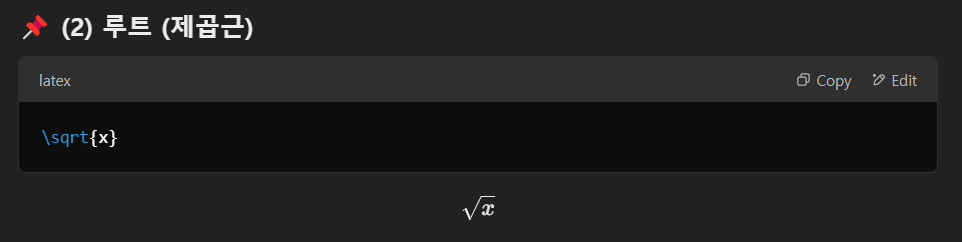 📌 (2) 루트 (제곱근)
latex
Copy
Edit
\sqrt{x}
√x